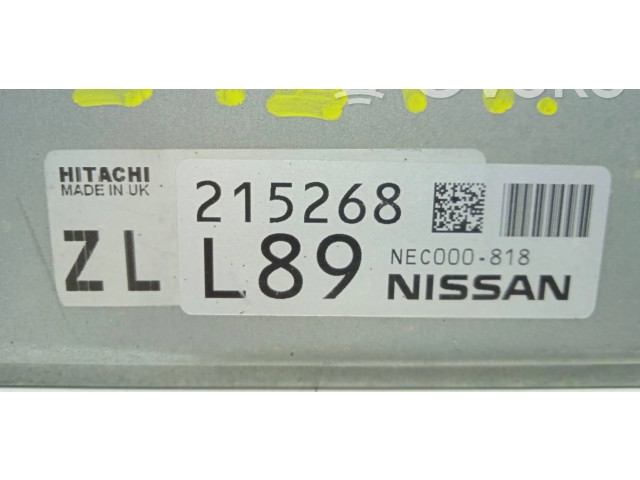 HITACHI
MADE IN UK
ZL
215268
L89
NEC000-818
NISSAN